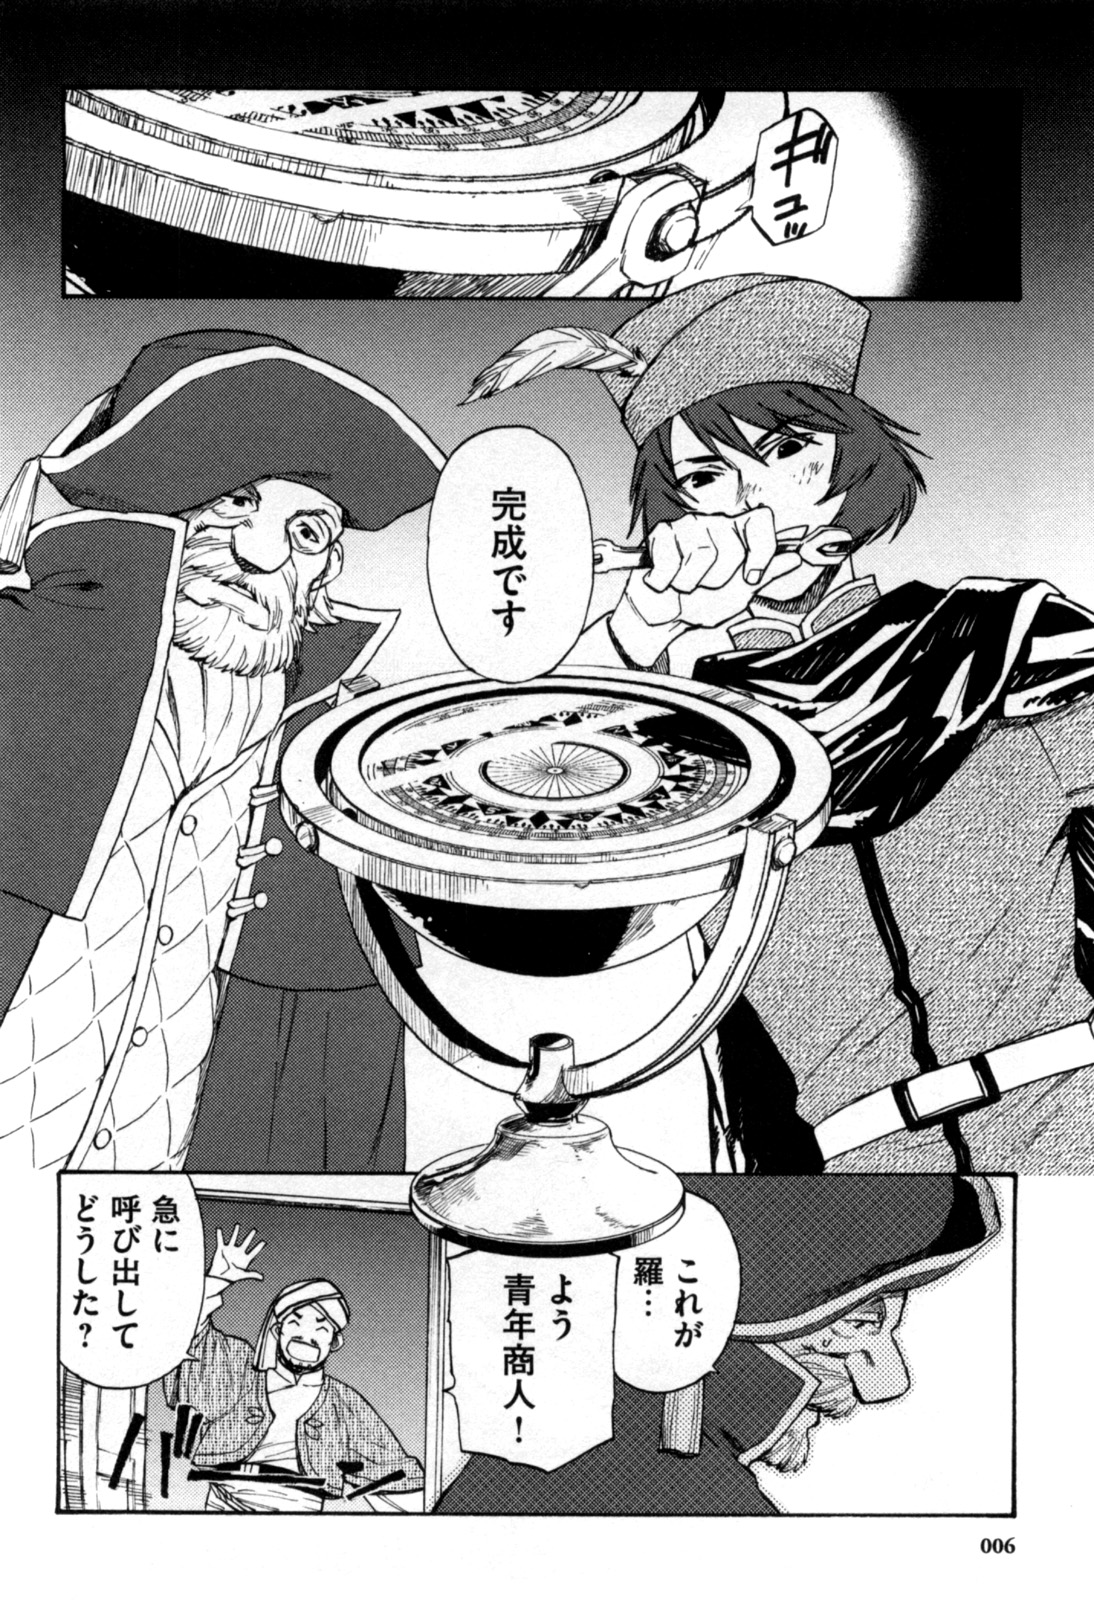 ギュッ
完成です
これが
羅…
よう
青年商人!
急に
呼び出して
どうした?
006